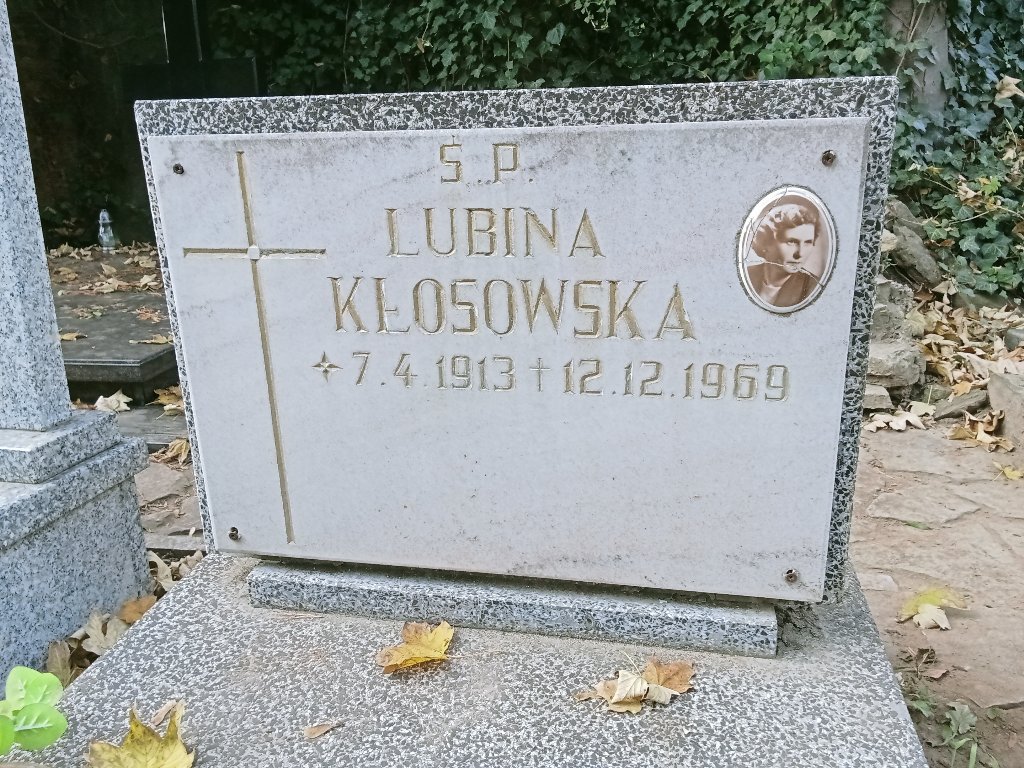 Ś.P.
LUBINA
KŁOSOWSKA
7.4.1913 † 12.12.1969